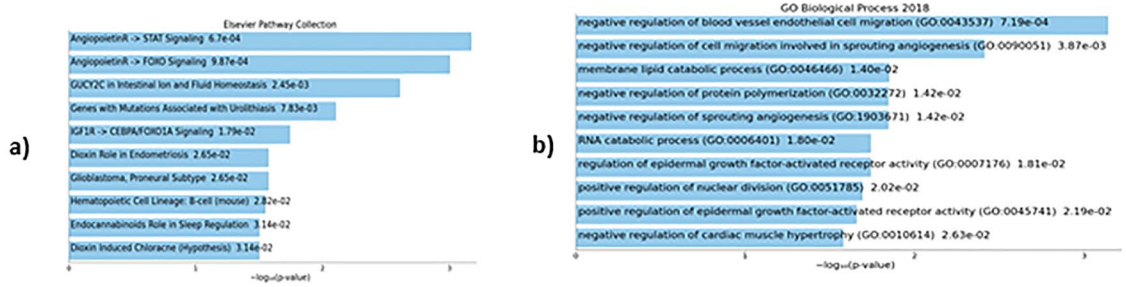 a)
Elsevier Pathway Collection
AngiopoietinR -> STAT Signaling 6.7e-04
AngiopoietinR -> FOXO Signaling 9.87e-04
GUCY2C in Intestinal Ion and Fluid Homeostasis 2.45e-03
Genes with Mutations Associated with Urolithiasis 7.83e-03
IGF1R -> CEBPA/FOXO1A Signaling 1.79e-02
Dioxin Role in Endometriosis 2.65e-02
Glioblastoma, Proneural Subtype 2.65e-02
Hematopoietic Cell Lineage: B-cell (mouse) 2.82e-02
Endocannabinoids Role in Sleep Regulation 3.14e-02
Dioxin Induced Chloracne (Hypothesis) 3.14e-02
0 1 2 3
−log₁₀(p-value)
b)
GO Biological Process 2018
negative regulation of blood vessel endothelial cell migration (GO:0043537) 7.19e-04
negative regulation of cell migration involved in sprouting angiogenesis (GO:0090051) 3.87e-03
membrane lipid catabolic process (GO:0046466) 1.40e-02
negative regulation of protein polymerization (GO:0032272) 1.42e-02
negative regulation of sprouting angiogenesis (GO:1903671) 1.42e-02
RNA catabolic process (GO:0006401) 1.80e-02
regulation of epidermal growth factor-activated receptor activity (GO:0007176) 1.81e-02
positive regulation of nuclear division (GO:0051785) 2.02e-02
positive regulation of epidermal growth factor-activated receptor activity (GO:0045741) 2.19e-02
negative regulation of cardiac muscle hypertrophy (GO:0010614) 2.63e-02
0 1 2 3
−log₁₀(p-value)